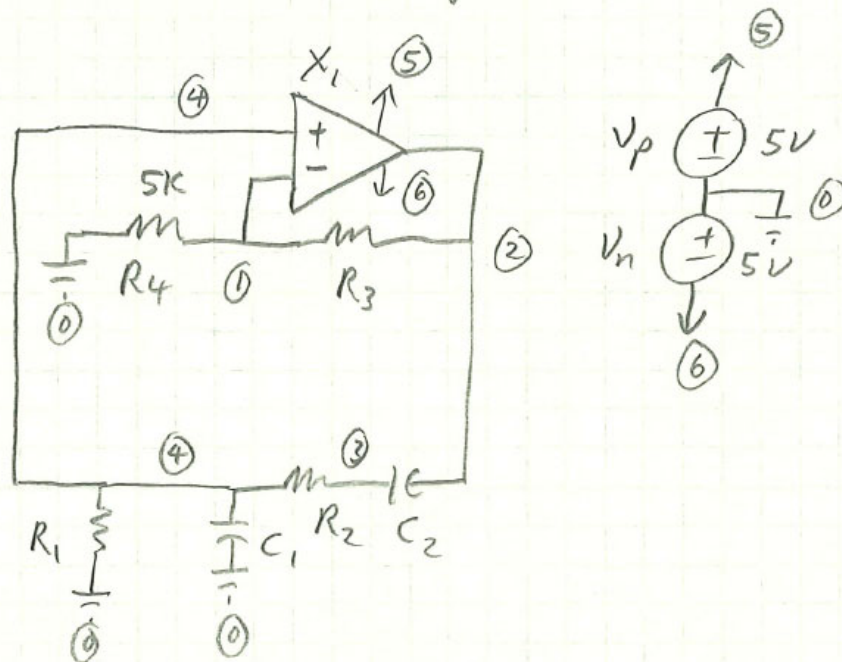 X₁ ⑤
④
+
5K −
⑥
R₄ ① R₃ ②
⓪
⑤
Vp + − 5V
⓪
Vn + − 5V
⑥
④ ③
R₁ C₁ R₂ C₂
⓪ ⓪